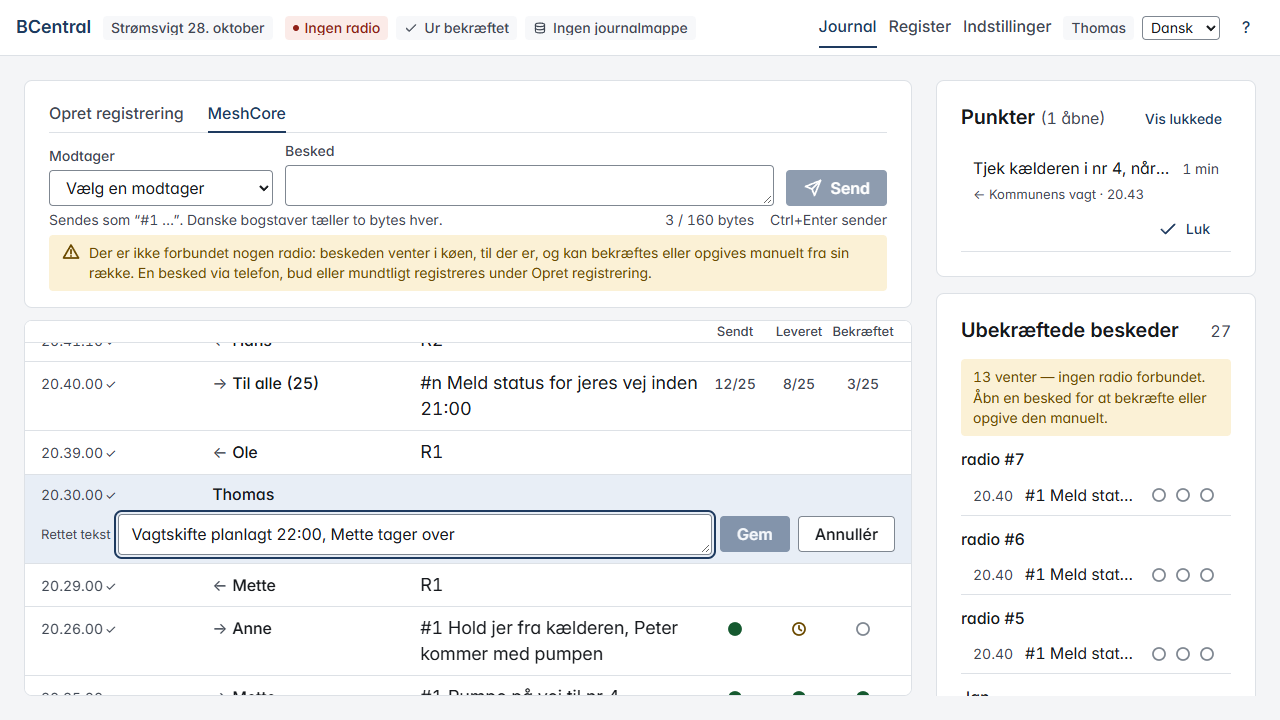 BCentral
Strømsvigt 28. oktober
Ingen radio
Ur bekræftet
Ingen journalmappe
Journal
Register
Indstillinger
Thomas
Dansk
?
Opret registrering
MeshCore
Modtager
Besked
Vælg en modtager
Send
Sendes som “#1 ...”. Danske bogstaver tæller to bytes hver.
3 / 160 bytes
Ctrl+Enter sender
Der er ikke forbundet nogen radio: beskeden venter i køen, til der er, og kan bekræftes eller opgives manuelt fra sin
række. En besked via telefon, bud eller mundtligt registreres under Opret registrering.
Sendt Leveret Bekræftet
20.40.00 ✓ → Til alle (25) #n Meld status for jeres vej inden 12/25 8/25 3/25
21:00
20.39.00 ✓ ← Ole R1
20.30.00 ✓ Thomas
Rettet tekst Vagtskifte planlagt 22:00, Mette tager over Gem Annullér
20.29.00 ✓ ← Mette R1
20.26.00 ✓ → Anne #1 Hold jer fra kælderen, Peter
kommer med pumpen
Punkter (1 åbne) Vis lukkede
Tjek kælderen i nr 4, når... 1 min
← Kommunens vagt · 20.43
Luk
Ubekræftede beskeder 27
13 venter — ingen radio forbundet.
Åbn en besked for at bekræfte eller
opgive den manuelt.
radio #7
20.40 #1 Meld stat...
radio #6
20.40 #1 Meld stat...
radio #5
20.40 #1 Meld stat...